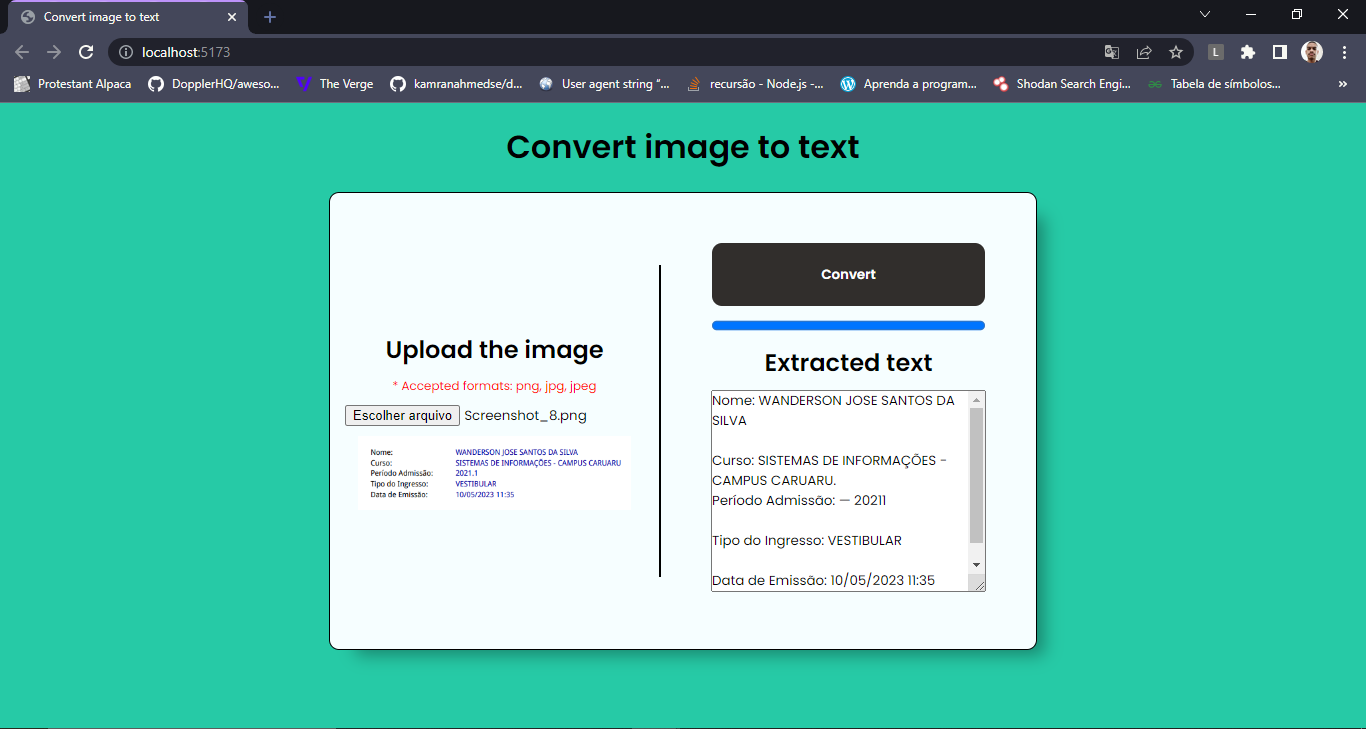 Convert image to text
localhost:5173
L
Protestant Alpaca
DopplerHQ/aweso...
The Verge
kamranahmedse/d...
User agent string “...
recursão - Node.js -...
Aprenda a program...
Shodan Search Engi...
Tabela de símbolos...
»
Convert image to text
Upload the image
* Accepted formats: png, jpg, jpeg
Escolher arquivo Screenshot_8.png
Nome: WANDERSON JOSE SANTOS DA SILVA
Curso: SISTEMAS DE INFORMAÇÕES - CAMPUS CARUARU
Período Admissão: 2021.1
Tipo do Ingresso: VESTIBULAR
Data de Emissão: 10/05/2023 11:35
Convert
Extracted text
Nome: WANDERSON JOSE SANTOS DA
SILVA
Curso: SISTEMAS DE INFORMAÇÕES -
CAMPUS CARUARU.
Período Admissão: — 20211
Tipo do Ingresso: VESTIBULAR
Data de Emissão: 10/05/2023 11:35